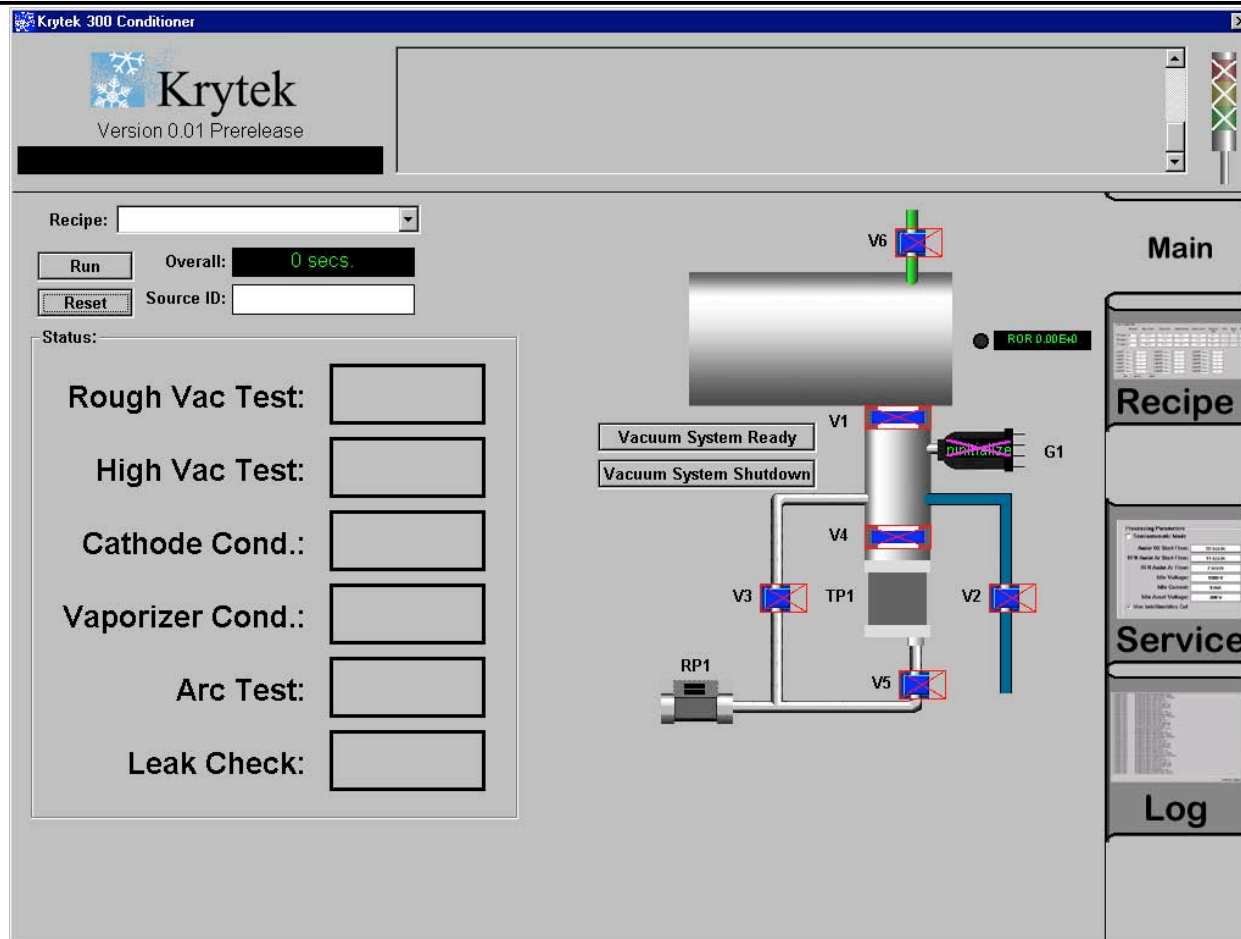 Krytek 300 Conditioner
Krytek
Version 0.01 Prerelease
Recipe:
Run
Overall:
0 secs.
Reset
Source ID:
Status:
Rough Vac Test:
High Vac Test:
Cathode Cond.:
Vaporizer Cond.:
Arc Test:
Leak Check:
V6
ROR 0.00E+0
V1
Vacuum System Ready
Vacuum System Shutdown
G1
V4
V3
TP1
V2
RP1
V5
Main
Recipe
Processing Parameters
Service
Log